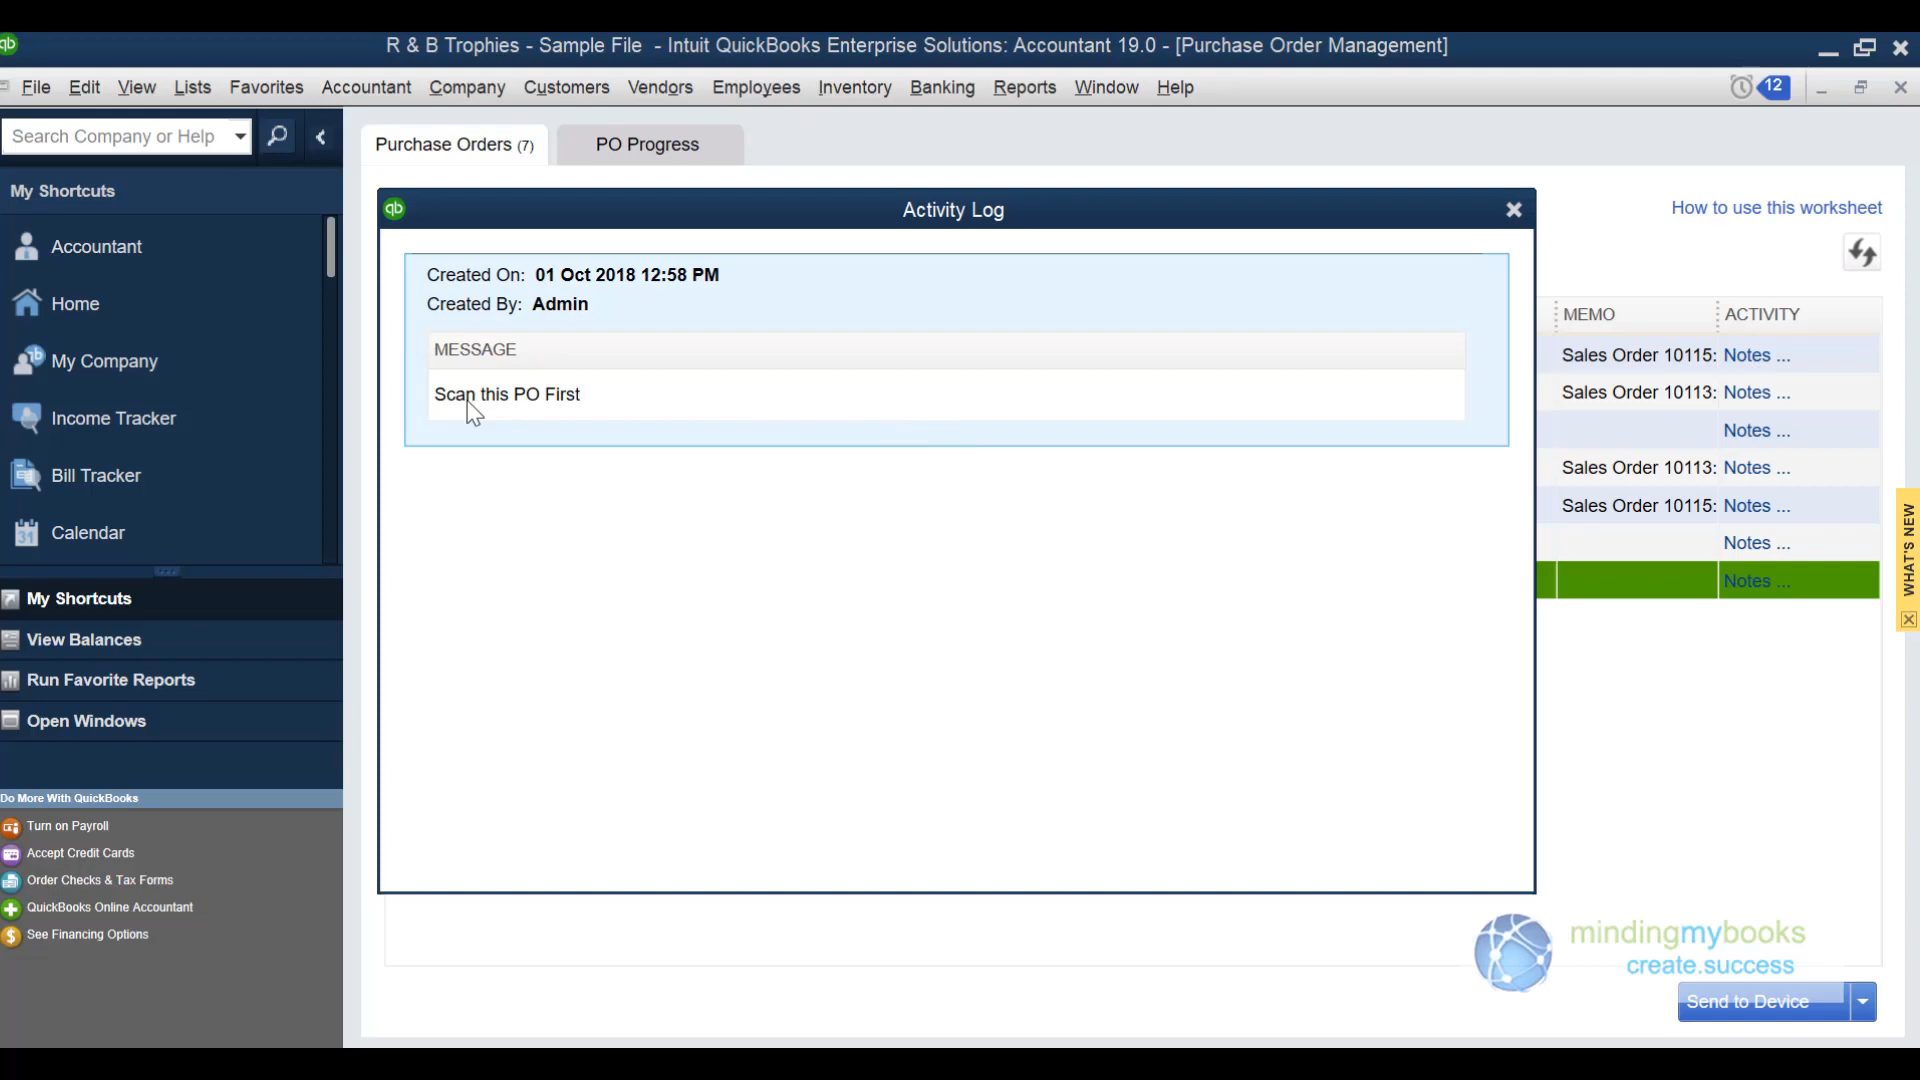 qb
R & B Trophies - Sample File - Intuit QuickBooks Enterprise Solutions: Accountant 19.0 - [Purchase Order Management]
File Edit View Lists Favorites Accountant Company Customers Vendors Employees Inventory Banking Reports Window Help
12
Search Company or Help
Purchase Orders (7)
PO Progress
My Shortcuts
Accountant
Home
My Company
Income Tracker
Bill Tracker
31
Calendar
My Shortcuts
View Balances
Run Favorite Reports
Open Windows
Do More With QuickBooks
Turn on Payroll
Accept Credit Cards
Order Checks & Tax Forms
QuickBooks Online Accountant
See Financing Options
qb
Activity Log
Created On: 01 Oct 2018 12:58 PM
Created By: Admin
MESSAGE
Scan this PO First
How to use this worksheet
MEMO ACTIVITY
Sales Order 10115: Notes ...
Sales Order 10113: Notes ...
Notes ...
Sales Order 10113: Notes ...
Sales Order 10115: Notes ...
Notes ...
Notes ...
WHAT'S NEW
mindingmybooks
create.success
Send to Device